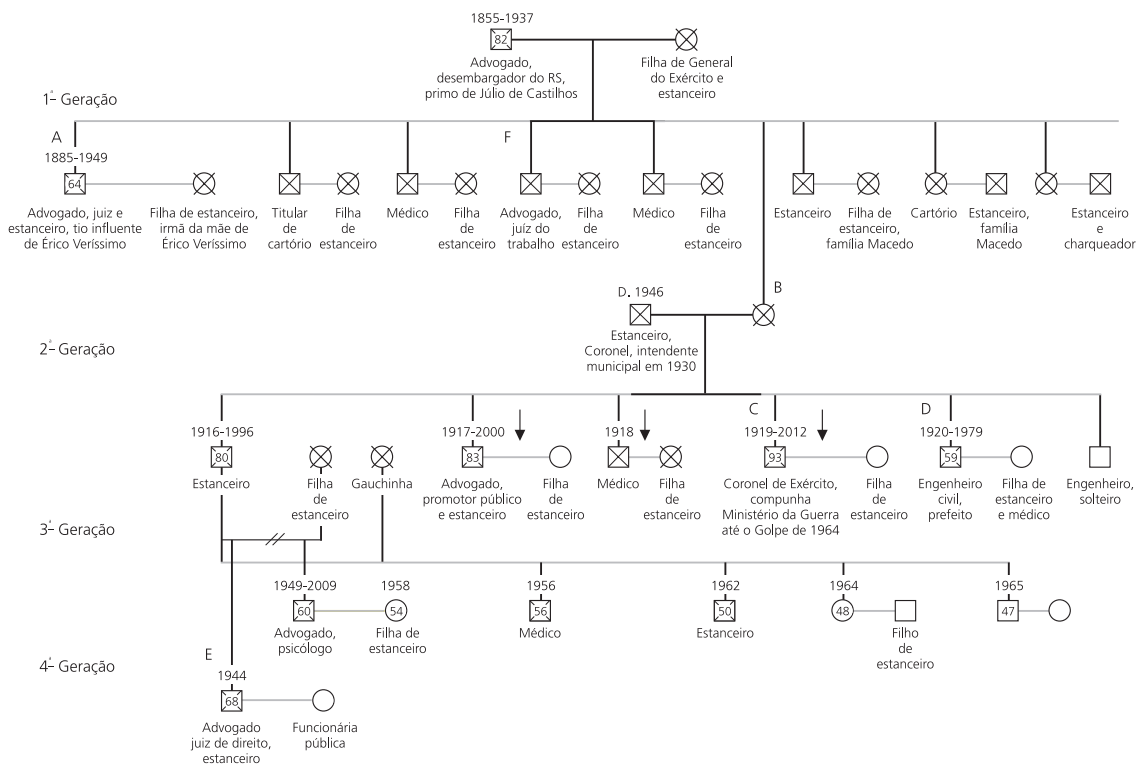 1855-1937
82
Advogado,
desembargador do RS,
primo de Júlio de Castilhos
Filha de General
do Exército e
estanceiro
1ª Geração
A
1885-1949
64
Advogado, juiz e
estanceiro, tio influente
de Érico Veríssimo
Filha de estanceiro,
irmã da mãe de
Érico Veríssimo
Titular
de
cartório
Filha
de
estanceiro
Médico
Filha
de
estanceiro
F
Advogado,
juíz do
trabalho
Filha
de
estanceiro
Médico
Filha
de
estanceiro
Estanceiro
Filha de
estanceiro,
família Macedo
Cartório
Estanceiro,
família
Macedo
Estanceiro
e
charqueador
B
D. 1946
Estanceiro,
Coronel, intendente
municipal em 1930
2ª Geração
1916-1996
80
Estanceiro
Filha
de
estanceiro
Gauchinha
1917-2000
83
Advogado,
promotor público
e estanceiro
Filha
de
estanceiro
1918
Médico
Filha
de
estanceiro
C
1919-2012
93
Coronel de Exército,
compunha
Ministério da Guerra
até o Golpe de 1964
Filha
de
estanceiro
D
1920-1979
59
Engenheiro
civil,
prefeito
Filha de
estanceiro
e médico
Engenheiro,
solteiro
3ª Geração
1949-2009
60
Advogado,
psicólogo
1958
54
Filha de
estanceiro
1956
56
Médico
1962
50
Estanceiro
1964
48
Filho
de
estanceiro
1965
47
4ª Geração
E
1944
68
Advogado
juiz de direito,
estanceiro
Funcionária
pública